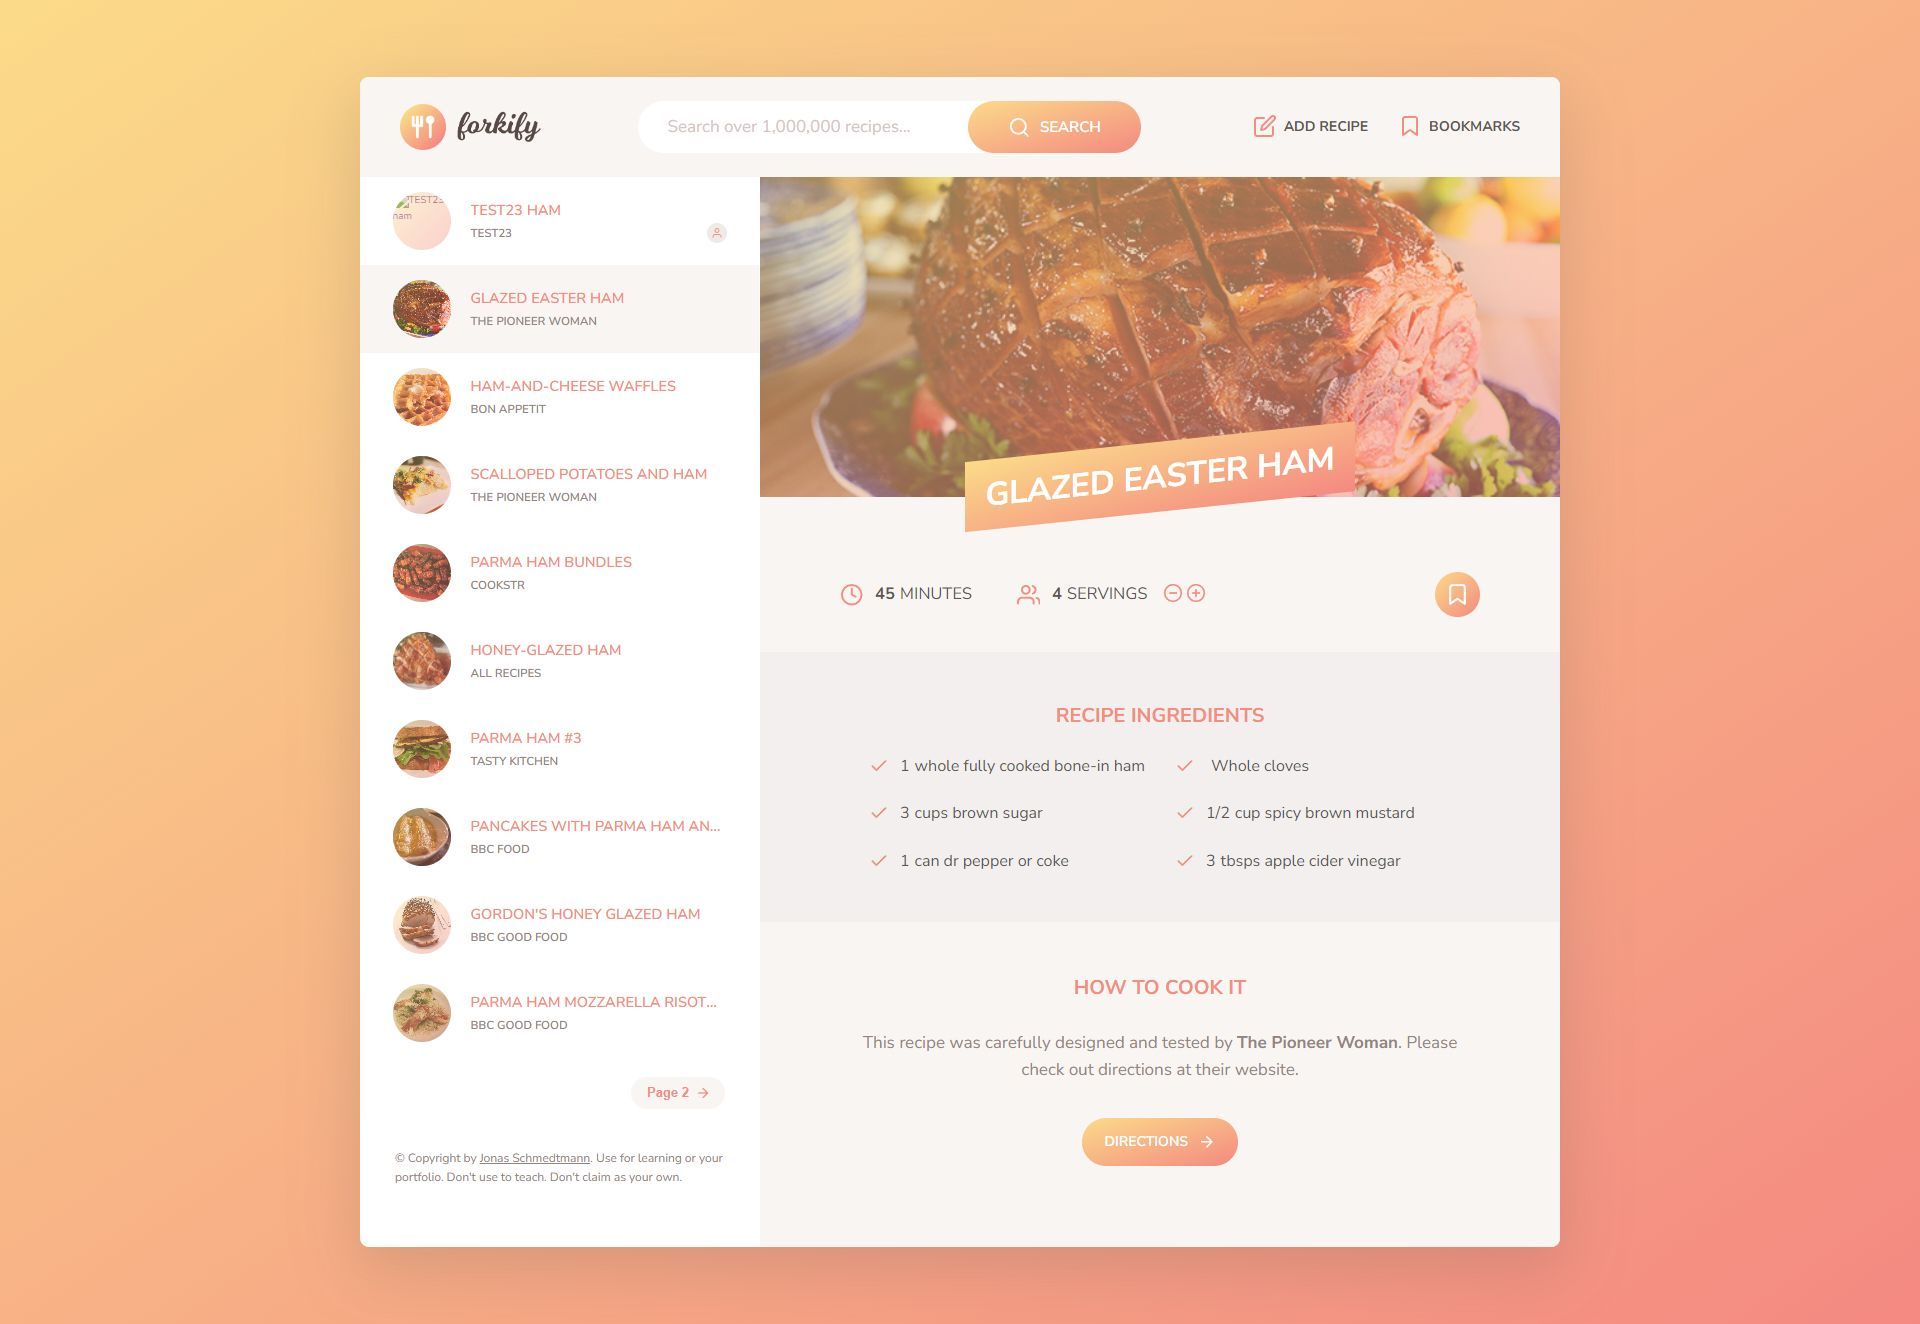 forkify
Search over 1,000,000 recipes...
SEARCH
ADD RECIPE
BOOKMARKS
TEST23
ham
TEST23 HAM
TEST23
GLAZED EASTER HAM
THE PIONEER WOMAN
HAM-AND-CHEESE WAFFLES
BON APPETIT
SCALLOPED POTATOES AND HAM
THE PIONEER WOMAN
PARMA HAM BUNDLES
COOKSTR
HONEY-GLAZED HAM
ALL RECIPES
PARMA HAM #3
TASTY KITCHEN
PANCAKES WITH PARMA HAM AN...
BBC FOOD
GORDON'S HONEY GLAZED HAM
BBC GOOD FOOD
PARMA HAM MOZZARELLA RISOT...
BBC GOOD FOOD
Page 2
© Copyright by Jonas Schmedtmann. Use for learning or your
portfolio. Don't use to teach. Don't claim as your own.
GLAZED EASTER HAM
45 MINUTES
4 SERVINGS
RECIPE INGREDIENTS
1 whole fully cooked bone-in ham
Whole cloves
3 cups brown sugar
1/2 cup spicy brown mustard
1 can dr pepper or coke
3 tbsps apple cider vinegar
HOW TO COOK IT
This recipe was carefully designed and tested by The Pioneer Woman. Please
check out directions at their website.
DIRECTIONS